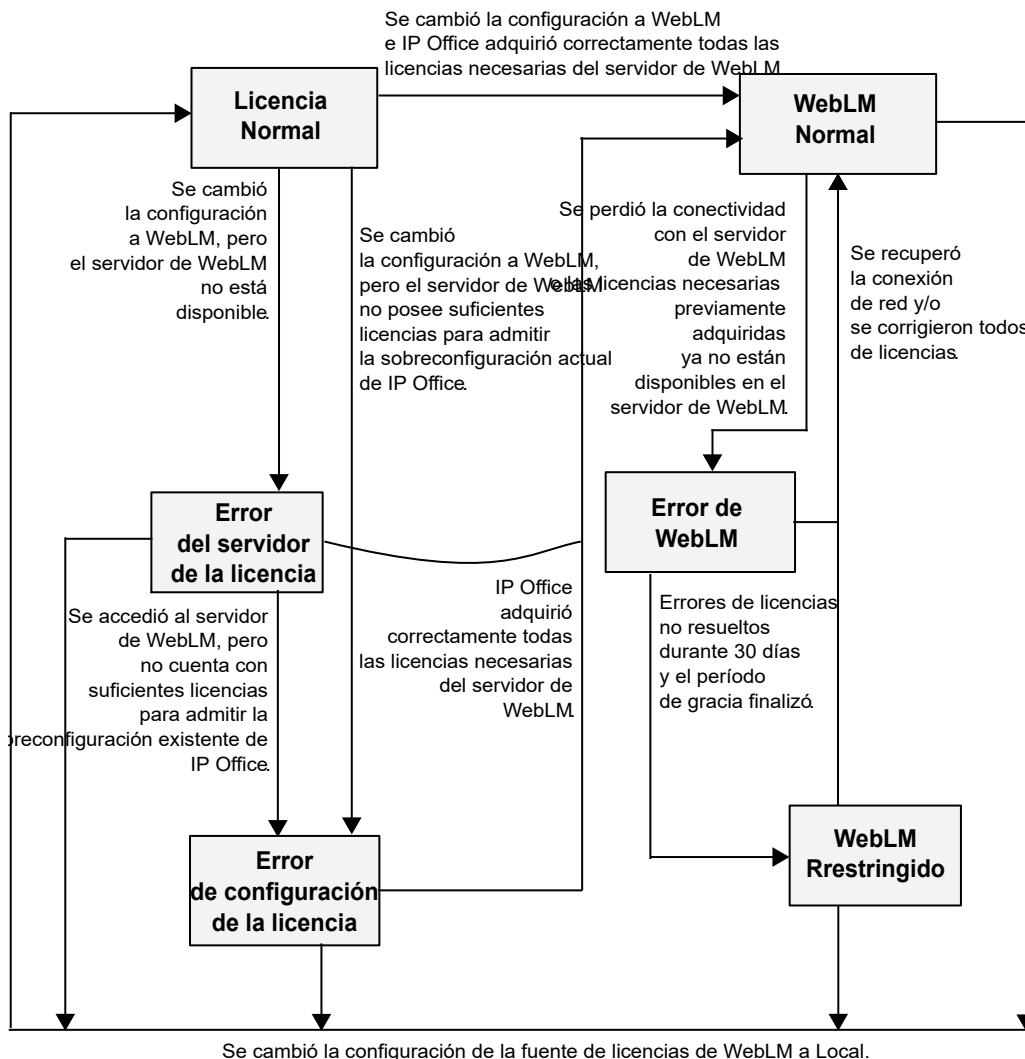 Se cambió la configuración a WebLM
e IP Office adquirió correctamente todas las
licencias necesarias del servidor de WebLM
Licencia
Normal
WebLM
Normal
Se cambió
la configuración
a WebLM, pero
el servidor de WebLM
no está
disponible.
Se cambió
la configuración a WebLM,
pero el servidor de WebLM
no posee suficientes
licencias para admitir
la sobreconfiguración actual
de IP Office.
Se perdió la conectividad
con el servidor
de WebLM
o las licencias necesarias
previamente
adquiridas
ya no están
disponibles en el
servidor de WebLM.
Se recuperó
la conexión
de red y/o
se corrigieron todos
de licencias.
Error
del servidor
de la licencia
Error de
WebLM
Se accedió al servidor
de WebLM, pero
no cuenta con
suficientes licencias
para admitir la
preconfiguración existente de
IP Office.
IP Office
adquirió
correctamente todas
las licencias necesarias
del servidor de
WebLM.
Errores de licencias
no resueltos
durante 30 días
y el período
de gracia finalizó.
Error
de configuración
de la licencia
WebLM
Rrestringido
Se cambió la configuración de la fuente de licencias de WebLM a Local.